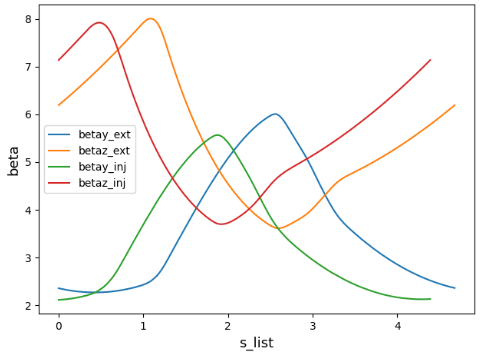 8
7
6
5
4
3
2
beta
betay_ext
betaz_ext
betay_inj
betaz_inj
0 1 2 3 4
s_list